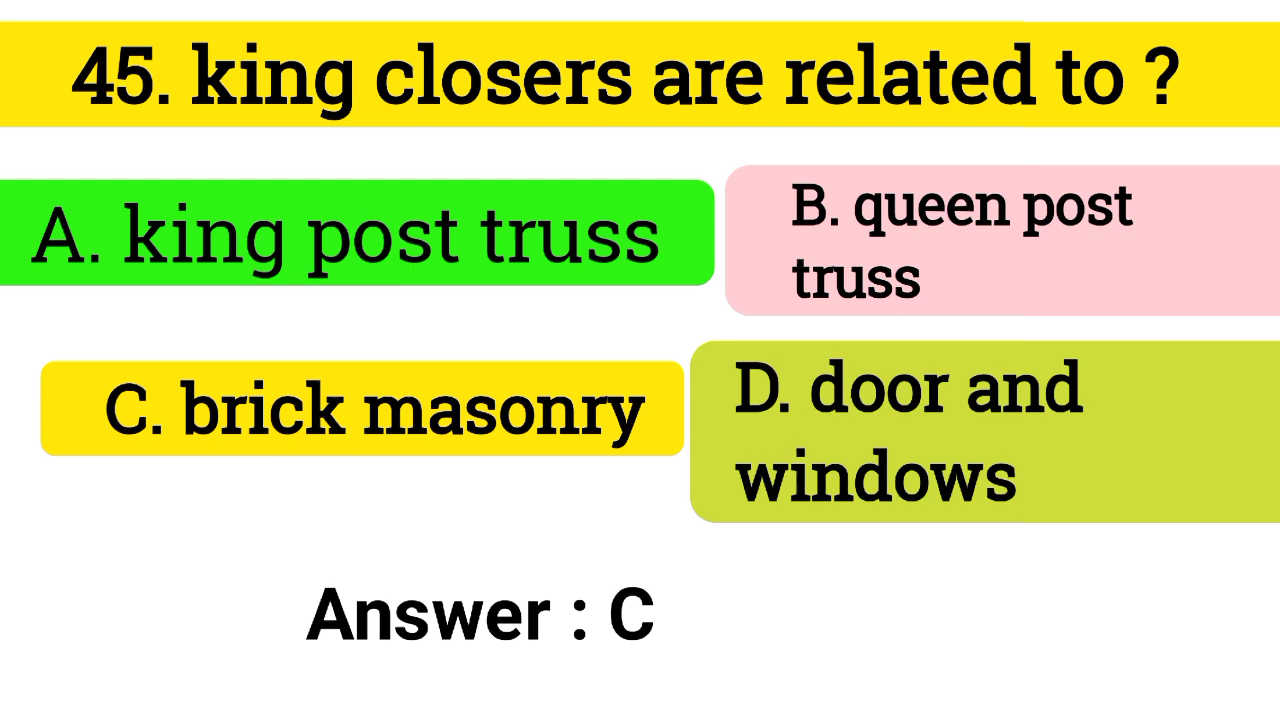 45. king closers are related to ?
A. king post truss
B. queen post
truss
C. brick masonry
D. door and
windows
Answer : C